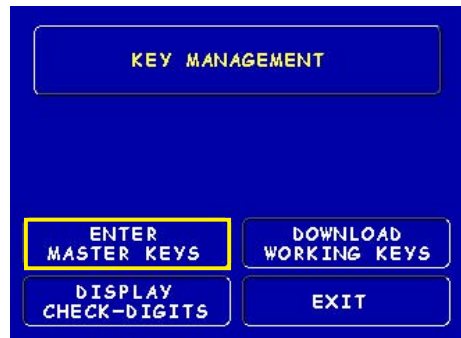 KEY MANAGEMENT
ENTER
MASTER KEYS
DOWNLOAD
WORKING KEYS
DISPLAY
CHECK-DIGITS
EXIT